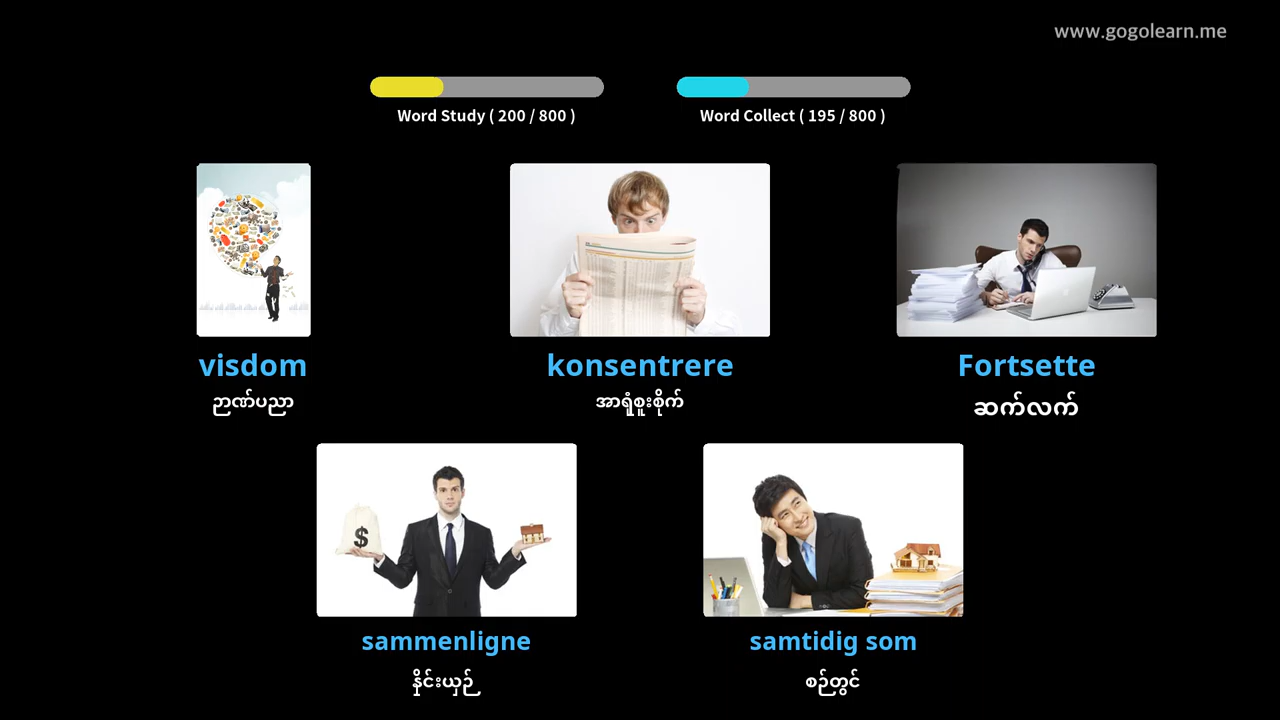 www.gogolearn.me
Word Study ( 200 / 800 )
Word Collect ( 195 / 800 )
visdom
ဉာဏ်ပညာ
konsentrere
အာရုံစူးစိုက်
Fortsette
ဆက်လက်
sammenligne
နှိုင်းယှဉ်
samtidig som
စဉ်တွင်